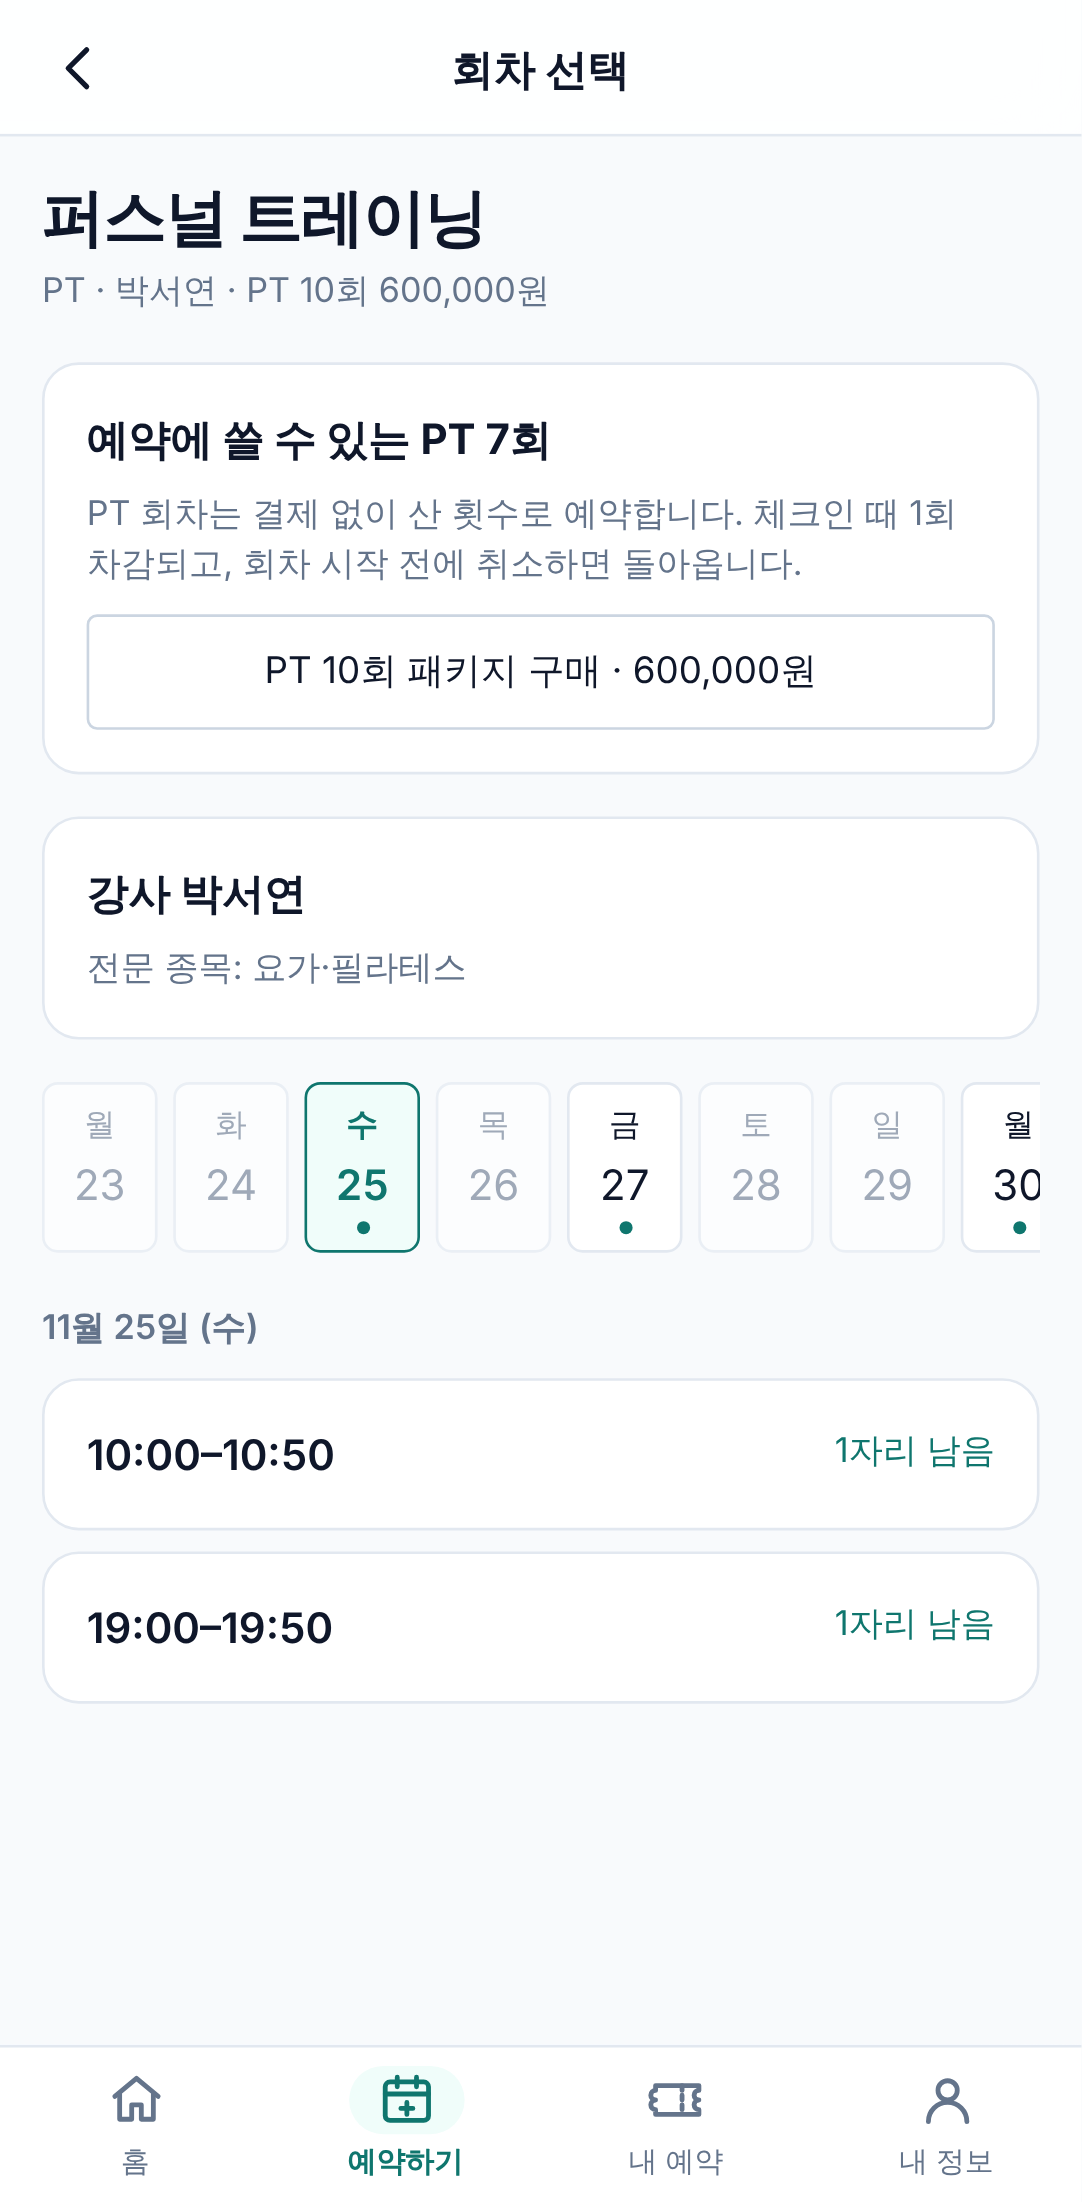 회차 선택
퍼스널 트레이닝
PT · 박서연 · PT 10회 600,000원
예약에 쓸 수 있는 PT 7회
PT 회차는 결제 없이 산 횟수로 예약합니다. 체크인 때 1회
차감되고, 회차 시작 전에 취소하면 돌아옵니다.
PT 10회 패키지 구매 · 600,000원
강사 박서연
전문 종목: 요가·필라테스
월 화 수 목 금 토 일 월
23 24 25 26 27 28 29 30
11월 25일 (수)
10:00–10:50 1자리 남음
19:00–19:50 1자리 남음
홈 예약하기 내 예약 내 정보